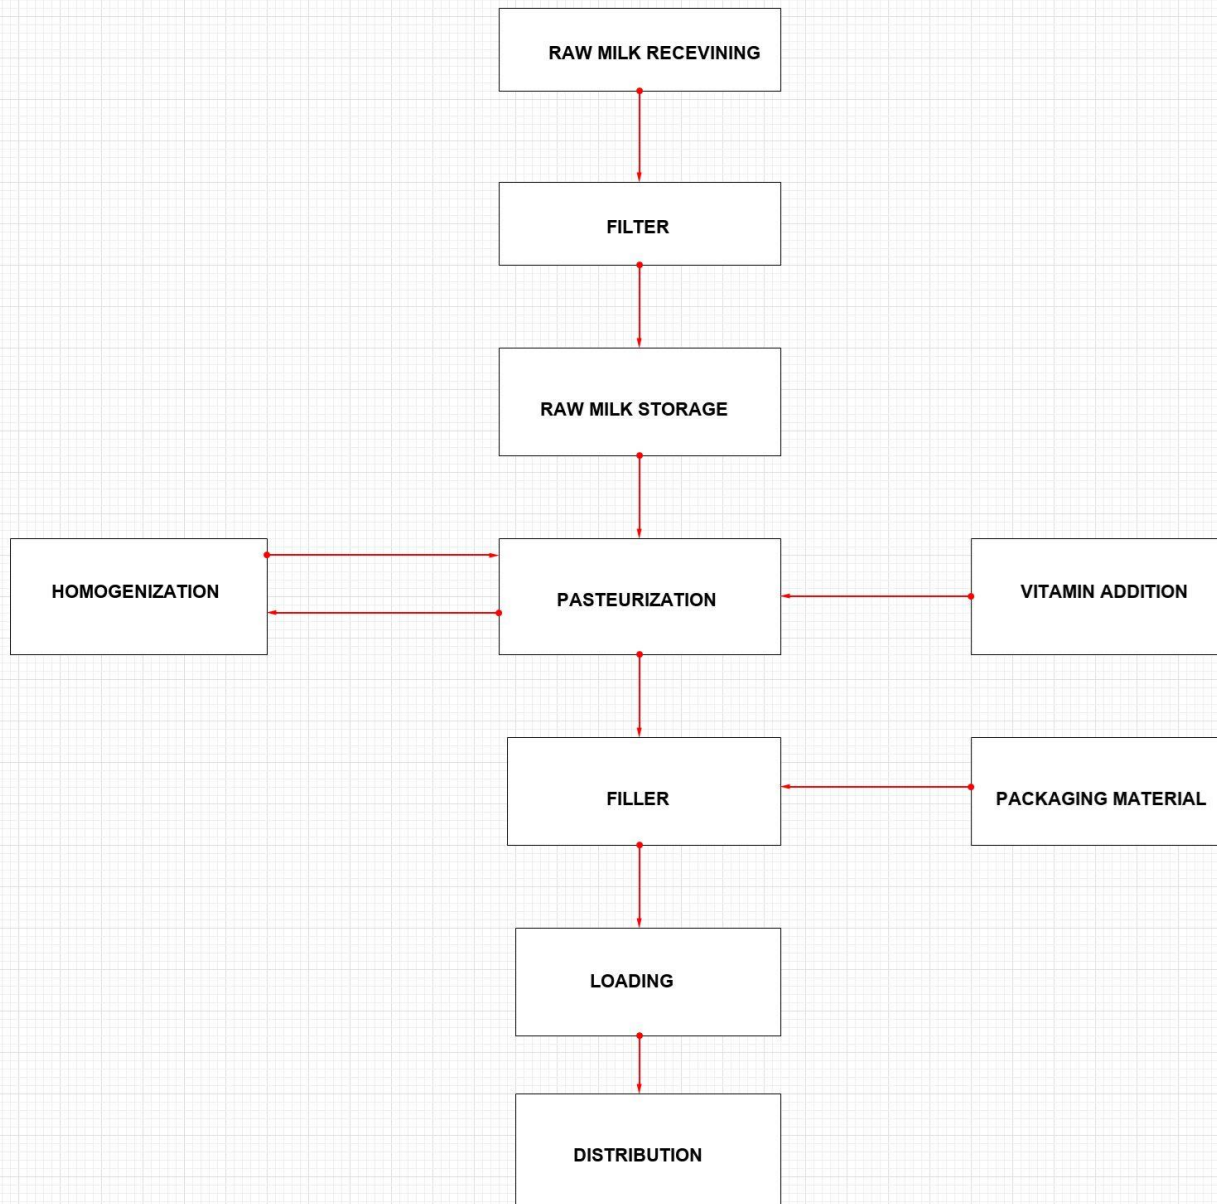 RAW MILK RECEVINING
FILTER
RAW MILK STORAGE
HOMOGENIZATION
PASTEURIZATION
VITAMIN ADDITION
FILLER
PACKAGING MATERIAL
LOADING
DISTRIBUTION